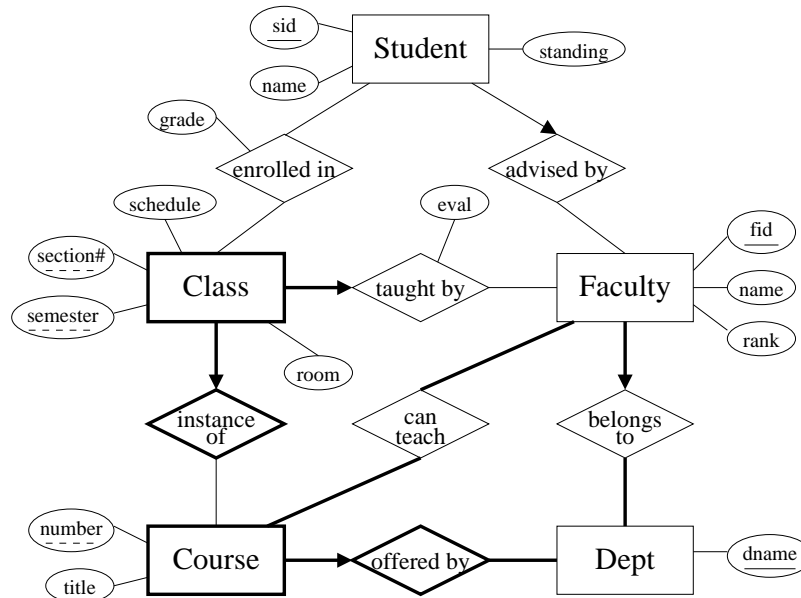 sid
Student
standing
name
grade
enrolled in
advised by
schedule
eval
section#
Class
taught by
Faculty
fid
name
semester
rank
room
instance
of
can
teach
belongs
to
number
Course
offered by
Dept
dname
title